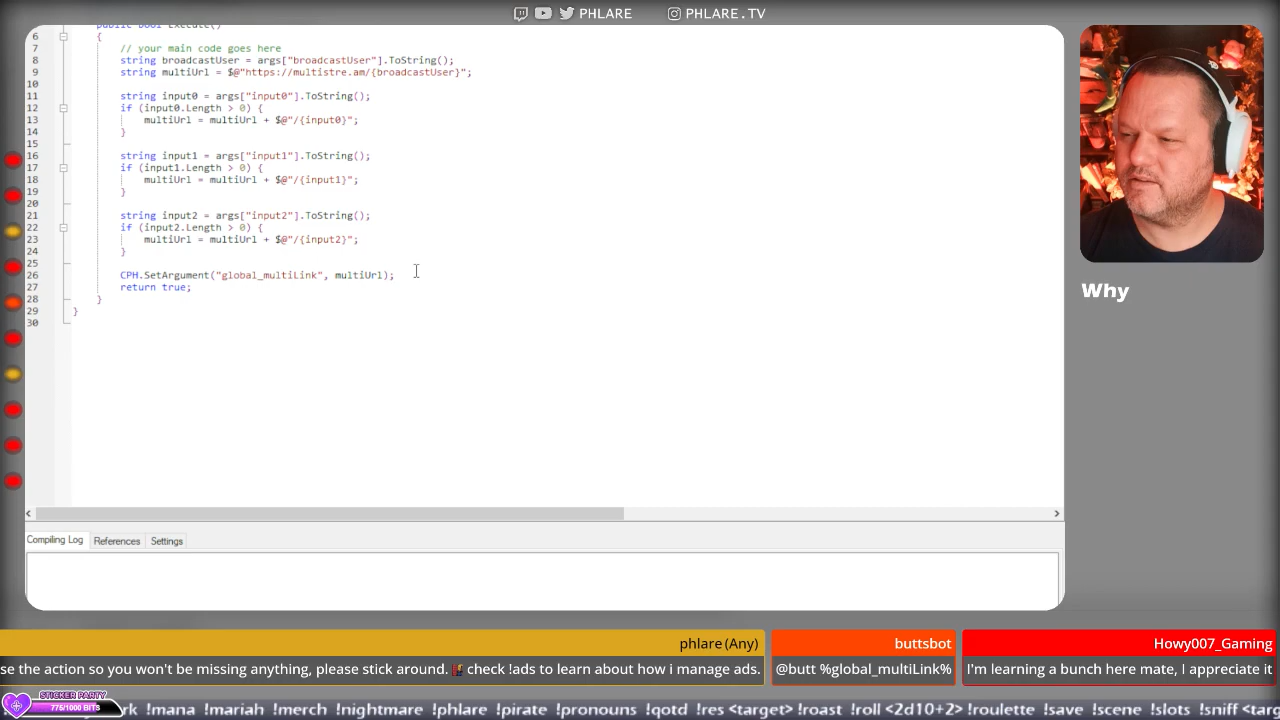 PHLARE
PHLARE.TV
6 {
7 // your main code goes here
8 string broadcastUser = args["broadcastUser"].ToString();
9 string multiUrl = $@"https://multistre.am/{broadcastUser}";
10
11 string input0 = args["input0"].ToString();
12 if (input0.Length > 0) {
13 multiUrl = multiUrl + $@"/{input0}";
14 }
15
16 string input1 = args["input1"].ToString();
17 if (input1.Length > 0) {
18 multiUrl = multiUrl + $@"/{input1}";
19 }
20
21 string input2 = args["input2"].ToString();
22 if (input2.Length > 0) {
23 multiUrl = multiUrl + $@"/{input2}";
24 }
25
26 CPH.SetArgument("global_multiLink", multiUrl);
27 return true;
28 }
29 }
30
Why
Compiling Log References Settings
phlare (Any)
se the action so you won't be missing anything, please stick around. check !ads to learn about how i manage ads.
buttsbot
@butt %global_multiLink%
Howy007_Gaming
I'm learning a bunch here mate, I appreciate it
STICKER PARTY
775/1000 BITS
!mana !mariah !merch !nightmare !phlare !pirate !pronouns !qotd !res <target> !roast !roll <2d10+2> !roulette !save !scene !slots !sniff